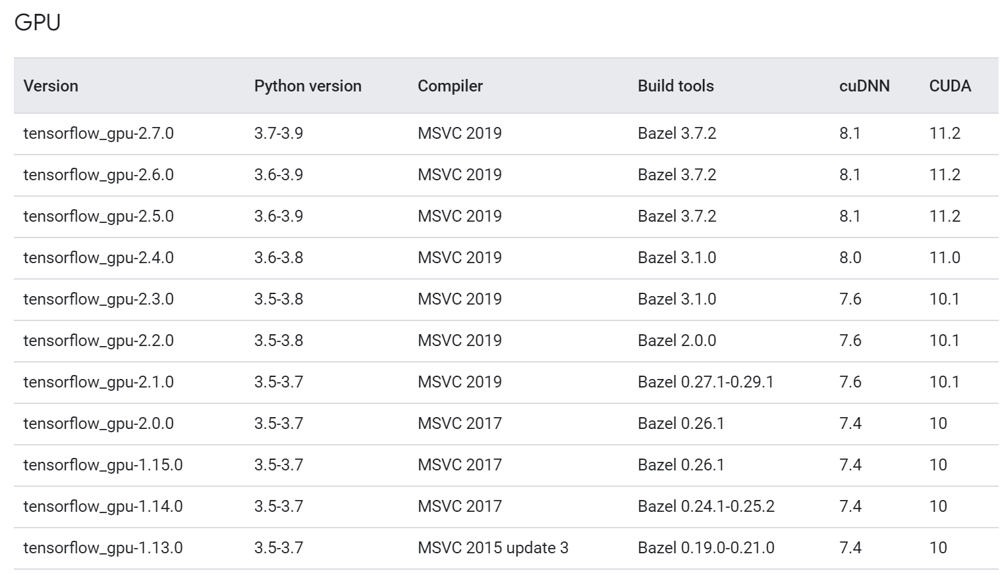 GPU
Version Python version Compiler Build tools cuDNN CUDA
tensorflow_gpu-2.7.0 3.7-3.9 MSVC 2019 Bazel 3.7.2 8.1 11.2
tensorflow_gpu-2.6.0 3.6-3.9 MSVC 2019 Bazel 3.7.2 8.1 11.2
tensorflow_gpu-2.5.0 3.6-3.9 MSVC 2019 Bazel 3.7.2 8.1 11.2
tensorflow_gpu-2.4.0 3.6-3.8 MSVC 2019 Bazel 3.1.0 8.0 11.0
tensorflow_gpu-2.3.0 3.5-3.8 MSVC 2019 Bazel 3.1.0 7.6 10.1
tensorflow_gpu-2.2.0 3.5-3.8 MSVC 2019 Bazel 2.0.0 7.6 10.1
tensorflow_gpu-2.1.0 3.5-3.7 MSVC 2019 Bazel 0.27.1-0.29.1 7.6 10.1
tensorflow_gpu-2.0.0 3.5-3.7 MSVC 2017 Bazel 0.26.1 7.4 10
tensorflow_gpu-1.15.0 3.5-3.7 MSVC 2017 Bazel 0.26.1 7.4 10
tensorflow_gpu-1.14.0 3.5-3.7 MSVC 2017 Bazel 0.24.1-0.25.2 7.4 10
tensorflow_gpu-1.13.0 3.5-3.7 MSVC 2015 update 3 Bazel 0.19.0-0.21.0 7.4 10